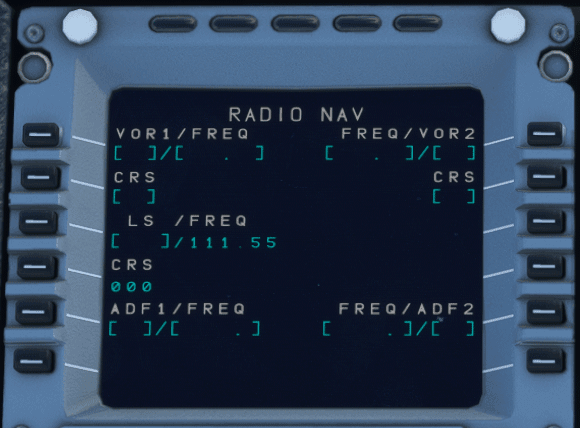 RADIO NAV
VOR1/FREQ FREQ/VOR2
[ ]/[ . ] [ . ]/[ ]
CRS CRS
[ ] [ ]
LS /FREQ
[ ]/111.55
CRS
000
ADF1/FREQ FREQ/ADF2
[ ]/[ .] [ .]/[ ]